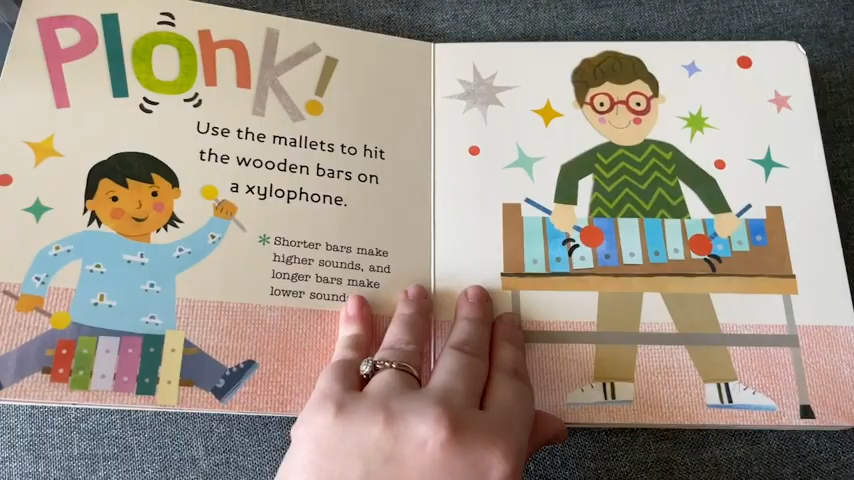 PlonK!
Use the mallets to hit
the wooden bars on
a xylophone.
* Shorter bars make
higher sounds, and
longer bars make
lower sound